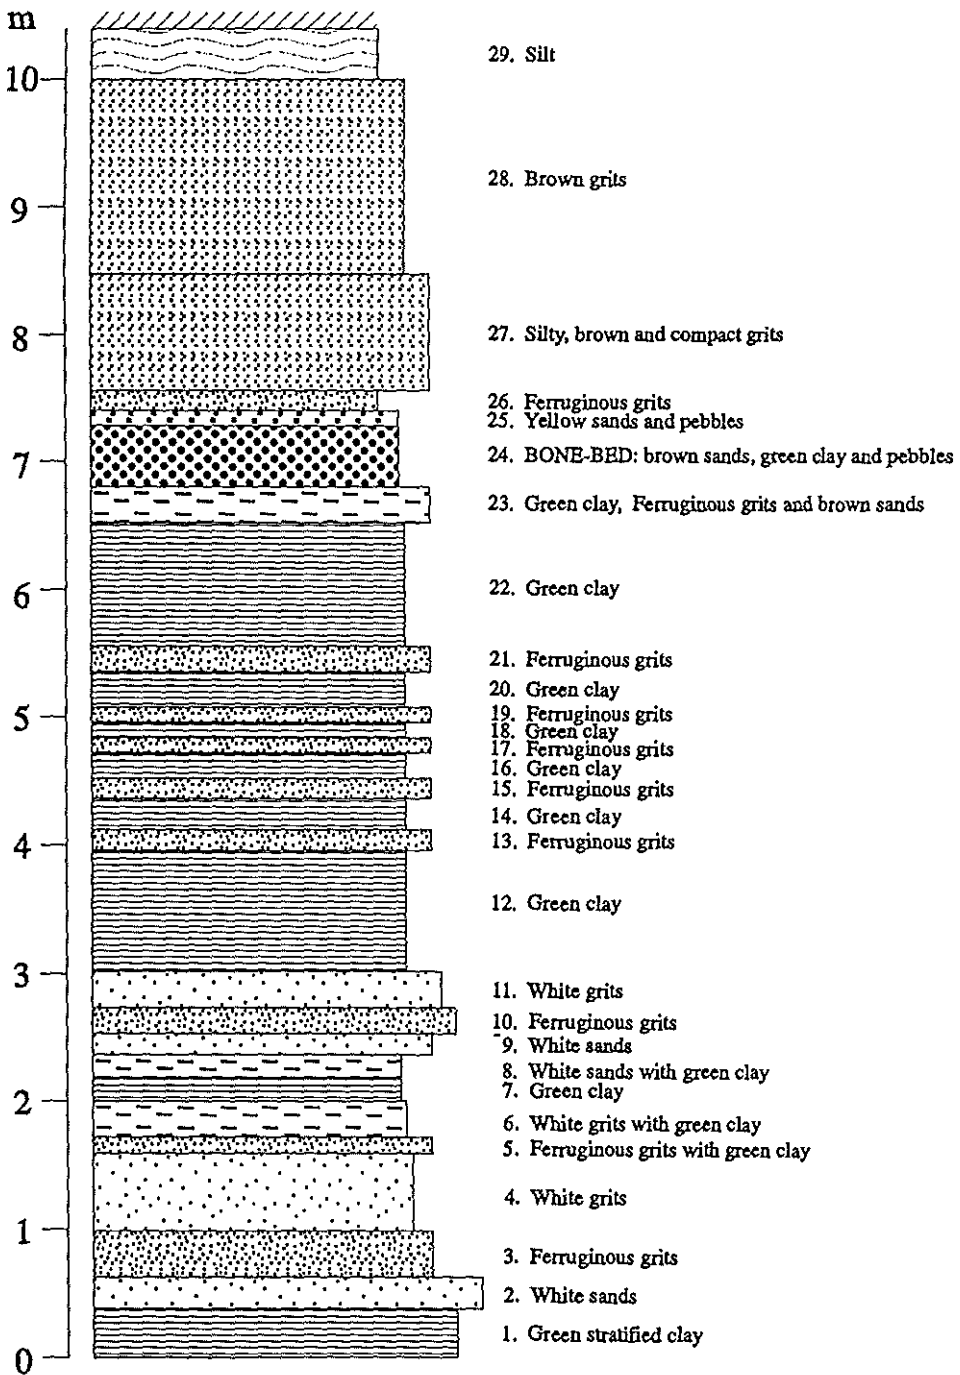 m
29. Silt
10
28. Brown grits
9
8
27. Silty, brown and compact grits
26. Ferruginous grits
25. Yellow sands and pebbles
7
24. BONE-BED: brown sands, green clay and pebbles
23. Green clay, Ferruginous grits and brown sands
6
22. Green clay
21. Ferruginous grits
20. Green clay
5
19. Ferruginous grits
18. Green clay
17. Ferruginous grits
16. Green clay
15. Ferruginous grits
14. Green clay
4
13. Ferruginous grits
12. Green clay
3
11. White grits
10. Ferruginous grits
9. White sands
8. White sands with green clay
7. Green clay
2
6. White grits with green clay
5. Ferruginous grits with green clay
4. White grits
1
3. Ferruginous grits
2. White sands
1. Green stratified clay
0